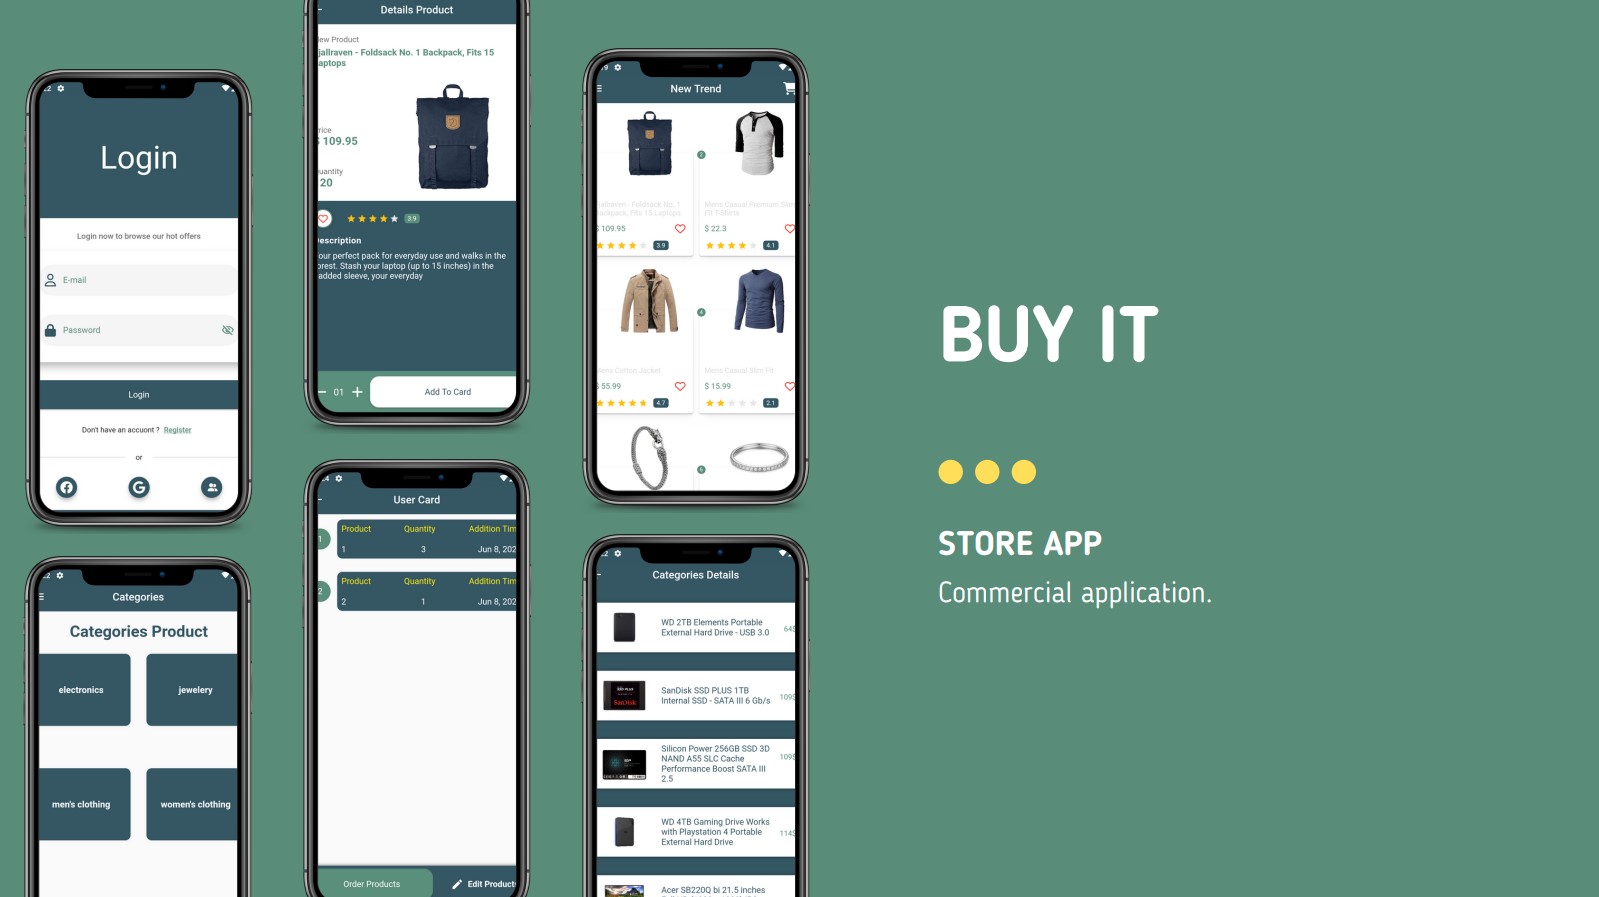 Login
Login now to browse our hot offers
E-mail
Password
Login
Don't have an accuont ? Register
or
Categories
Categories Product
electronics
jewelery
men's clothing
women's clothing
Details Product
ew Product
jallraven - Foldsack No. 1 Backpack, Fits 15
aptops
rice
$ 109.95
uantity
20
3.9
escription
our perfect pack for everyday use and walks in the
orest. Stash your laptop (up to 15 inches) in the
added sleeve, your everyday
01
Add To Card
User Card
Product Quantity Addition Tim
1 3 Jun 8, 202
Product Quantity Addition Tim
2 1 Jun 8, 202
Order Products
Edit Product
New Trend
2
jallraven - Foldsack No. 1
ackpack, Fits 15 Laptops
$ 109.95
3.9
Mens Casual Premium Slim
Fit T-Shirts
$ 22.3
4.1
4
Mens Cotton Jacket
$ 55.99
4.7
Mens Casual Slim Fit
$ 15.99
2.1
6
Categories Details
WD 2TB Elements Portable
External Hard Drive - USB 3.0
64$
SanDisk SSD PLUS 1TB
Internal SSD - SATA III 6 Gb/s
109$
Silicon Power 256GB SSD 3D
NAND A55 SLC Cache
Performance Boost SATA III
2.5
109$
WD 4TB Gaming Drive Works
with Playstation 4 Portable
External Hard Drive
114$
Acer SB220Q bi 21.5 inches
BUY IT
STORE APP
Commercial application.